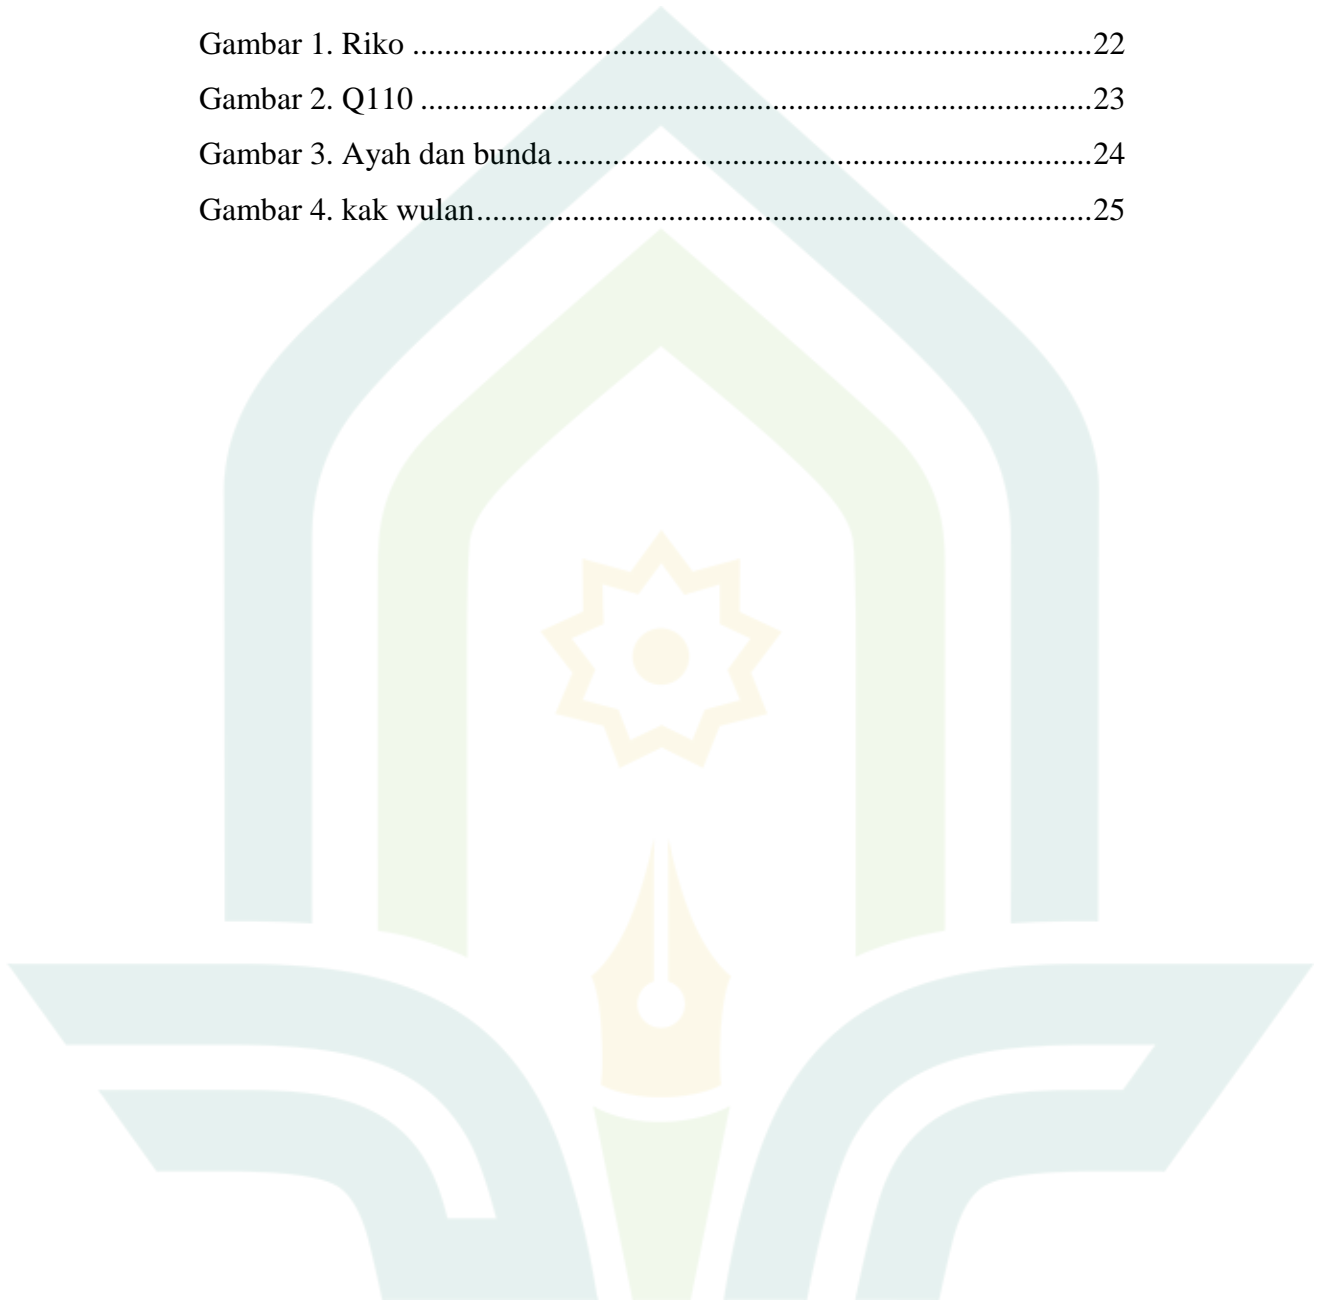 Gambar 1. Riko ....................................................................................22
Gambar 2. Q110 ...................................................................................23
Gambar 3. Ayah dan bunda ..................................................................24
Gambar 4. kak wulan............................................................................25